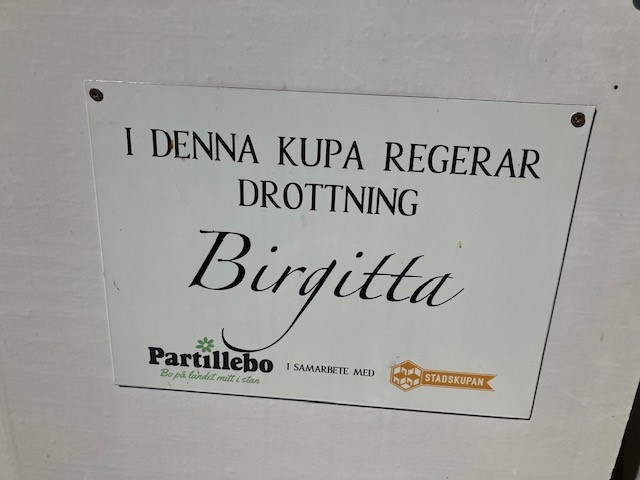 I DENNA KUPA REGERAR
DROTTNING
Birgitta
Partillebo
Bo på landet mitt i stan
I SAMARBETE MED
STADSKUPAN